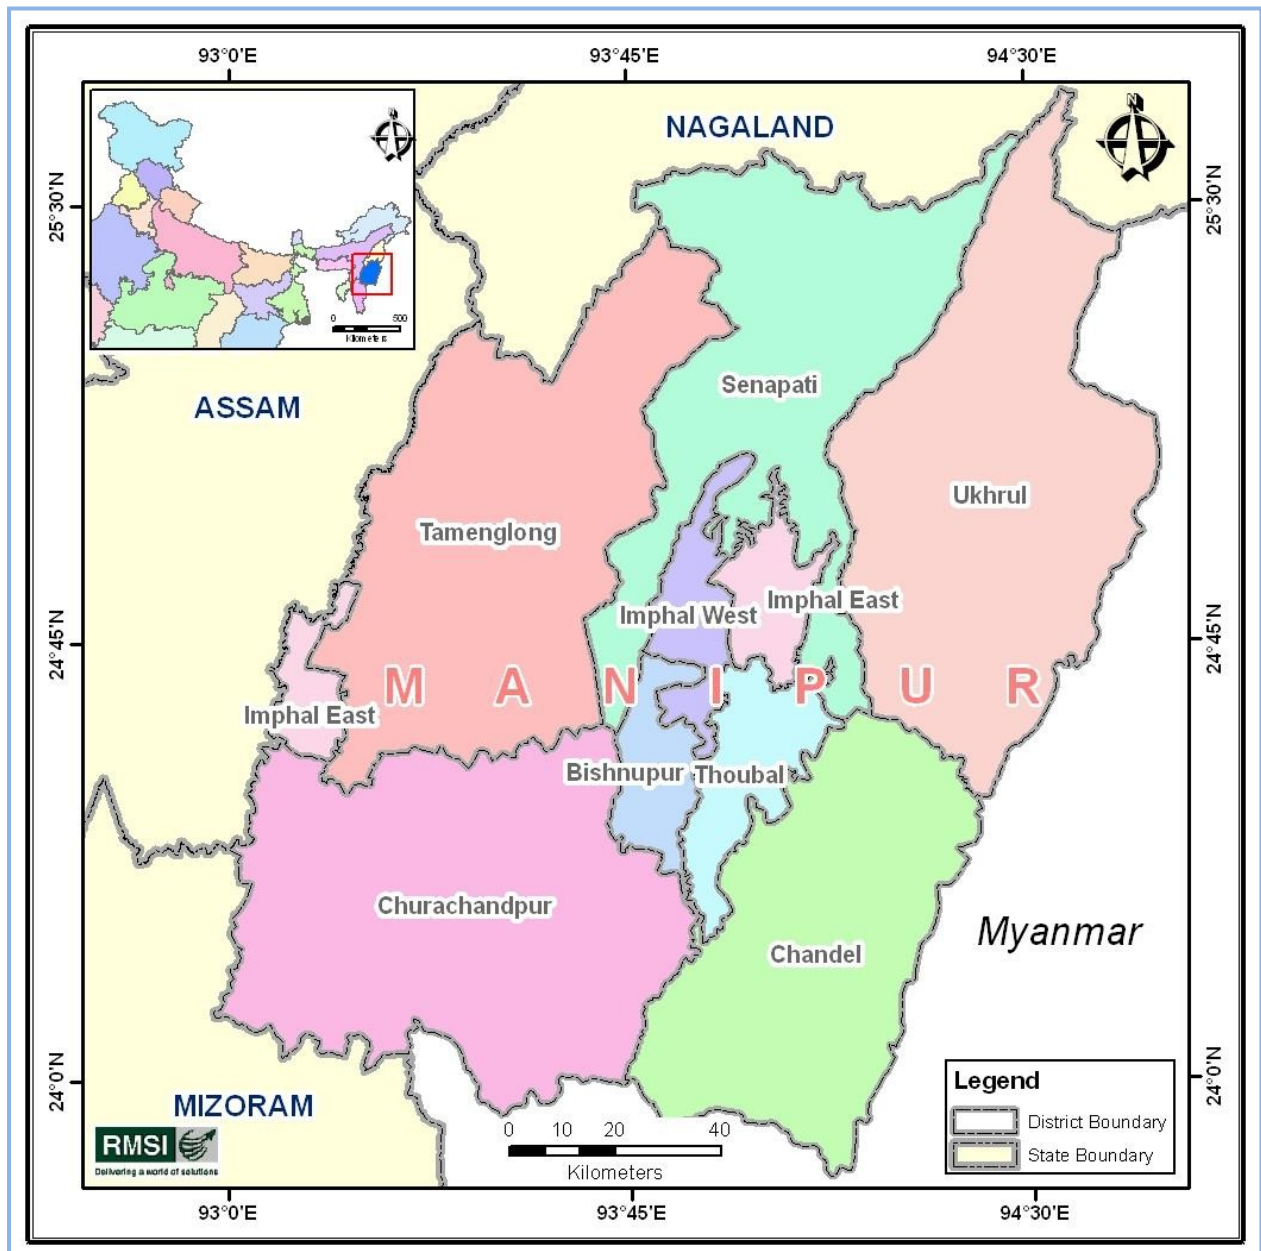 93°0'E 93°45'E 94°30'E
N
NAGALAND
N
25°30'N 25°30'N
0 500
Kilometers
Senapati
ASSAM
Ukhrul
Tamenglong
Imphal East
Imphal West
24°45'N 24°45'N
M A N I P U R
Imphal East
Bishnupur Thoubal
Churachandpur
Myanmar
Chandel
24°0'N 24°0'N
Legend
District Boundary
State Boundary
MIZORAM
RMSI
Delivering a world of solutions
0 10 20 40
Kilometers
93°0'E 93°45'E 94°30'E